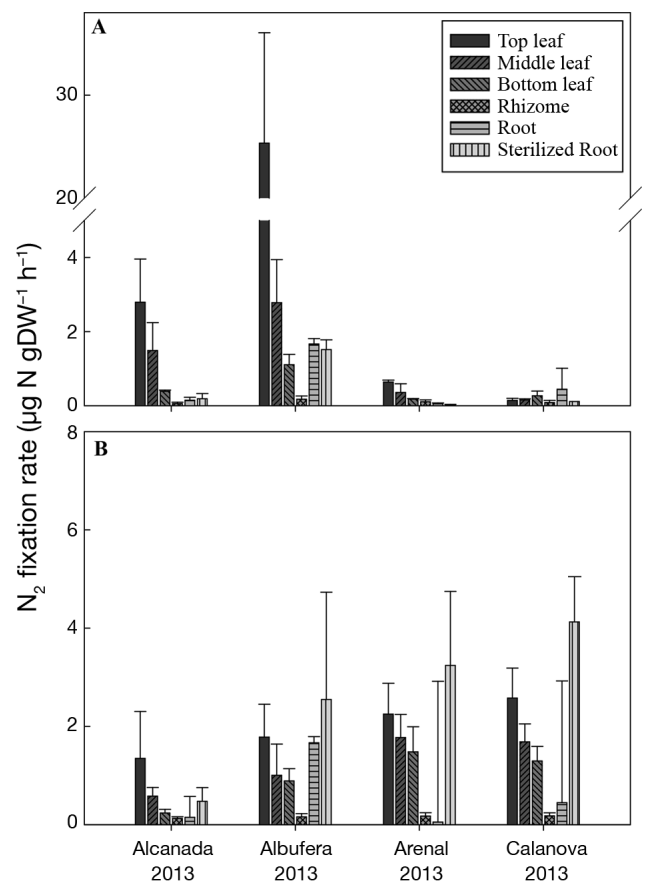 A
Top leaf
Middle leaf
Bottom leaf
Rhizome
Root
Sterilized Root
30
20
4
2
0
N₂ fixation rate (µg N gDW⁻¹ h⁻¹)
B
8
6
4
2
0
Alcanada Albufera Arenal Calanova
2013 2013 2013 2013